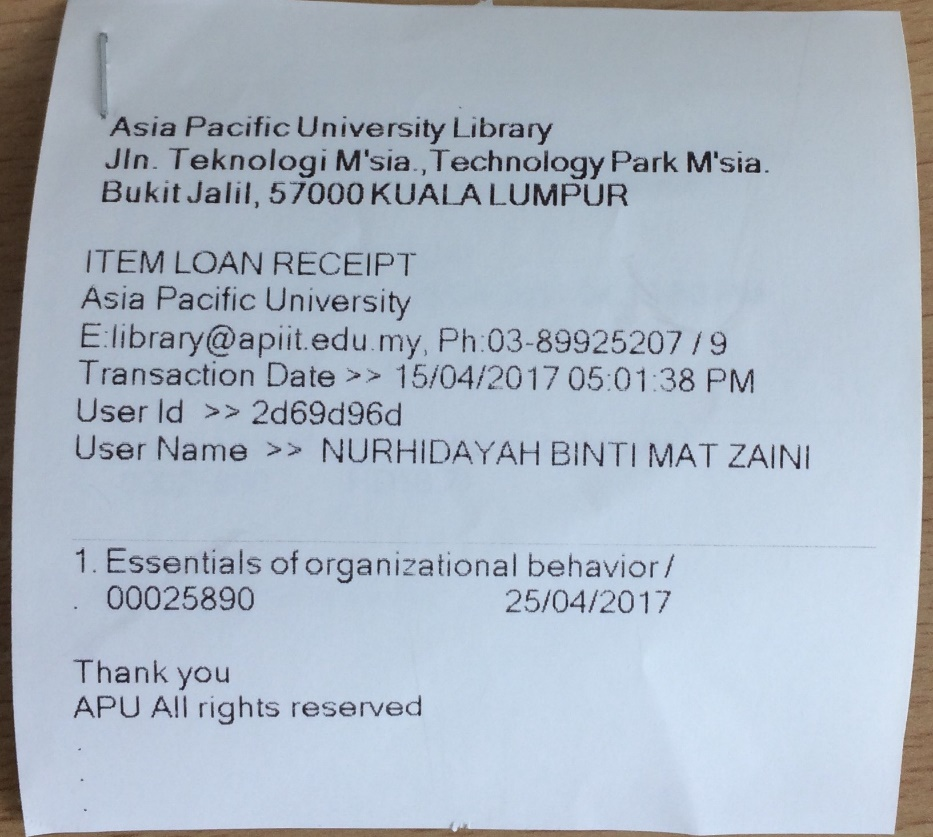 Asia Pacific University Library
Jln. Teknologi M'sia.,Technology Park M'sia.
Bukit Jalil, 57000 KUALA LUMPUR
ITEM LOAN RECEIPT
Asia Pacific University
E:library@apiit.edu.my, Ph:03-89925207 / 9
Transaction Date >> 15/04/2017 05:01:38 PM
User Id >> 2d69d96d
User Name >> NURHIDAYAH BINTI MAT ZAINI
1. Essentials of organizational behavior /
. 00025890 25/04/2017
Thank you
APU All rights reserved
.
.